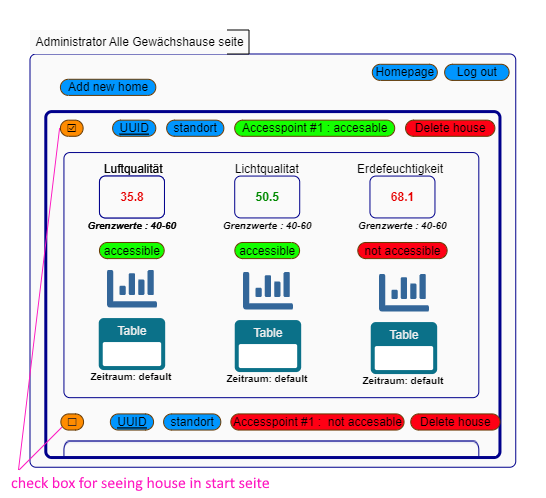 Administrator Alle Gewächshause seite
Homepage Log out
Add new home
☑ UUID standort Accesspoint #1 : accesable Delete house
Luftqualität Lichtqualitat Erdefeuchtigkeit
35.8 50.5 68.1
Grenzwerte : 40-60 Grenzwerte : 40-60 Grenzwerte : 40-60
accessible accessible not accessible
Table Table Table
Zeitraum: default Zeitraum: default Zeitraum: default
☐ UUID standort Accesspoint #1 : not accesable Delete house
check box for seeing house in start seite